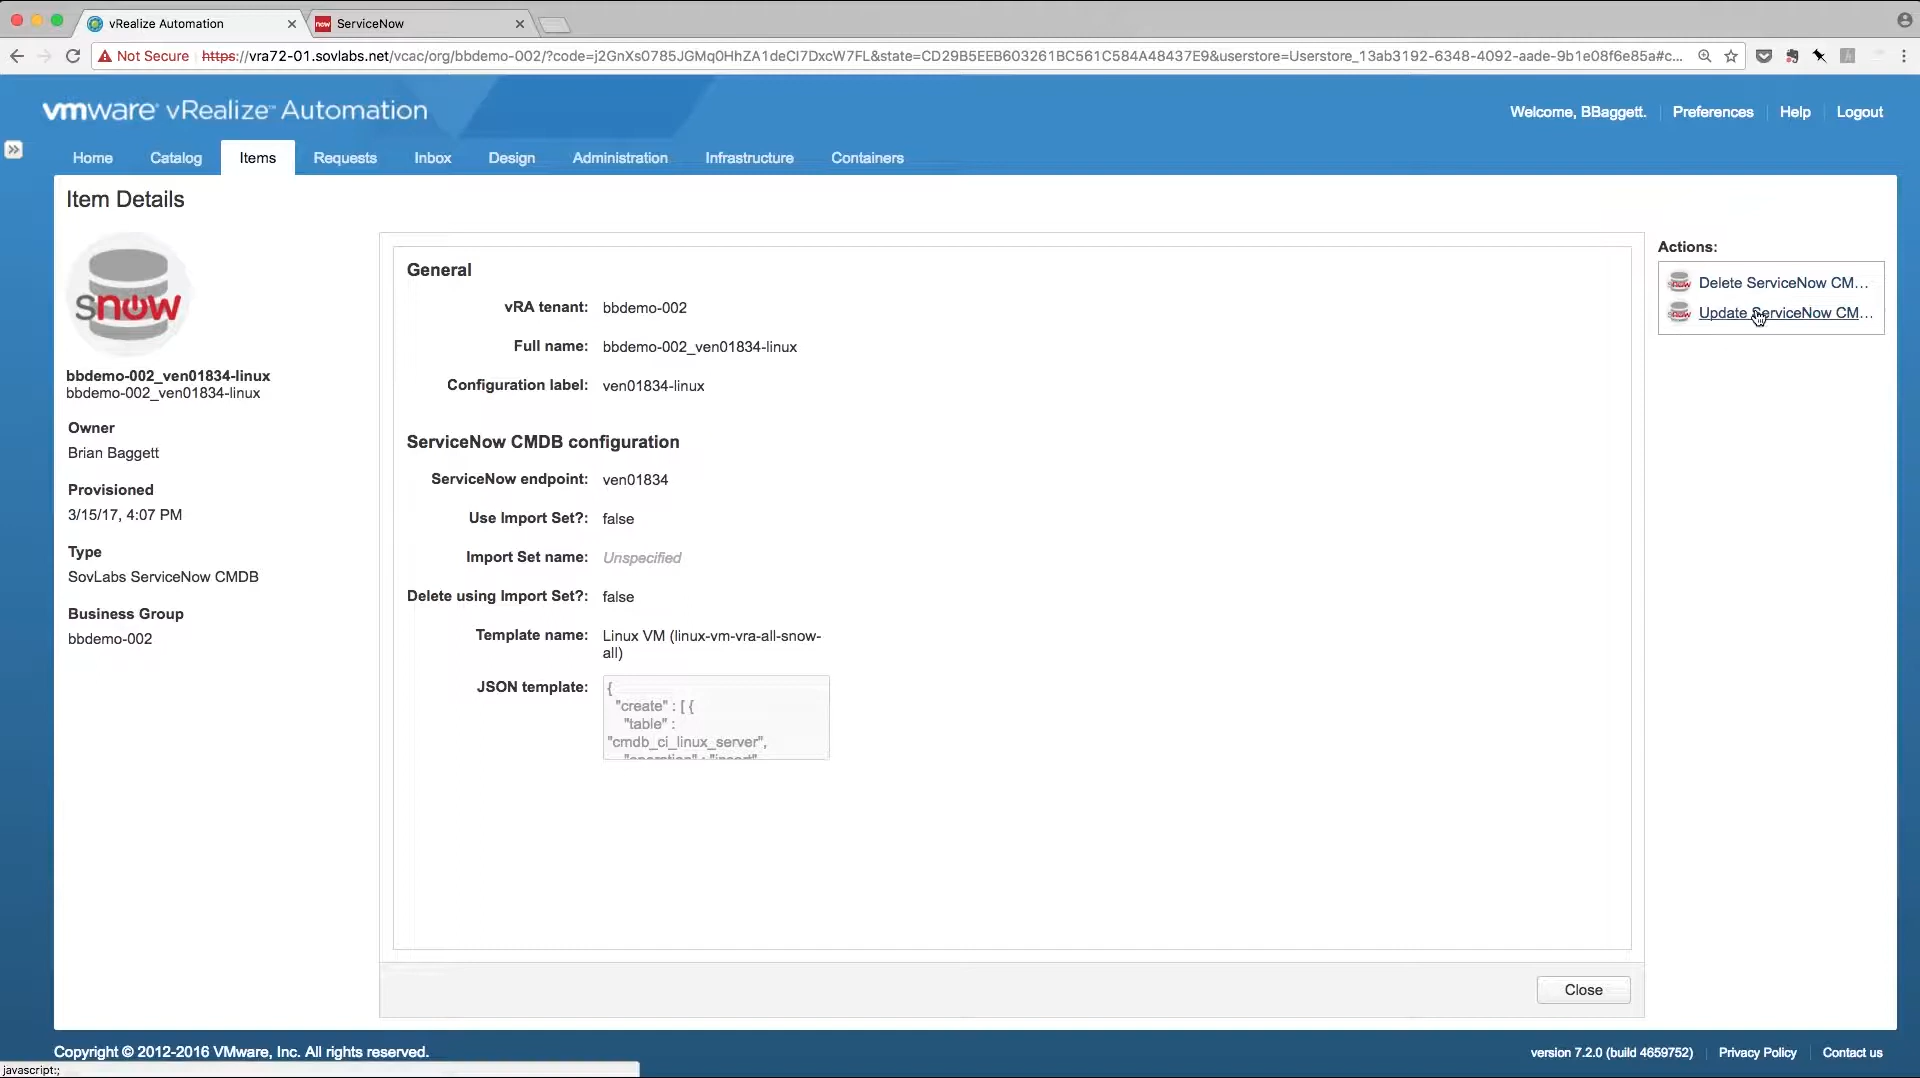 vRealize Automation
now
ServiceNow
Not Secure
https://vra72-01.sovlabs.net/vcac/org/bbdemo-002/?code=j2GnXs0785JGMq0HhZA1deCI7DxcW7FL&state=CD29B5EEB603261BC561C584A48437E9&userstore=Userstore_13ab3192-6348-4092-aade-9b1e08f6e85a#c...
vmware vRealize™ Automation
Welcome, BBaggett.
Preferences
Help
Logout
Home
Catalog
Items
Requests
Inbox
Design
Administration
Infrastructure
Containers
Item Details
snow
bbdemo-002_ven01834-linux
bbdemo-002_ven01834-linux
Owner
Brian Baggett
Provisioned
3/15/17, 4:07 PM
Type
SovLabs ServiceNow CMDB
Business Group
bbdemo-002
General
vRA tenant: bbdemo-002
Full name: bbdemo-002_ven01834-linux
Configuration label: ven01834-linux
ServiceNow CMDB configuration
ServiceNow endpoint: ven01834
Use Import Set?: false
Import Set name: Unspecified
Delete using Import Set?: false
Template name: Linux VM (linux-vm-vra-all-snow-
all)
JSON template: {
"create" : [ {
"table" :
"cmdb_ci_linux_server",
"operation" : "insert",
Actions:
snow Delete ServiceNow CM...
snow Update ServiceNow CM...
Close
Copyright © 2012-2016 VMware, Inc. All rights reserved.
version 7.2.0 (build 4659752)
Privacy Policy
Contact us
javascript:;